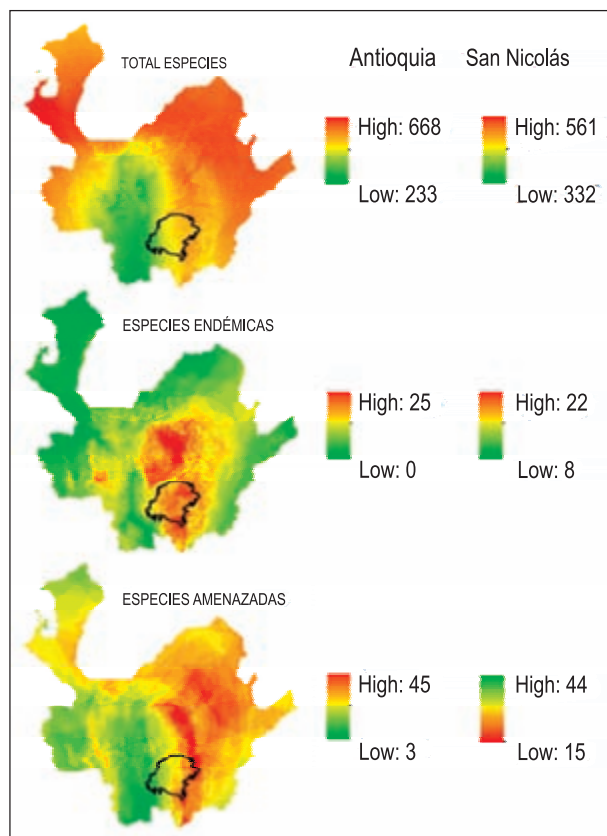 TOTAL ESPECIES
Antioquia
San Nicolás
High: 668
Low: 233
High: 561
Low: 332
ESPECIES ENDÉMICAS
High: 25
Low: 0
High: 22
Low: 8
ESPECIES AMENAZADAS
High: 45
Low: 3
High: 44
Low: 15